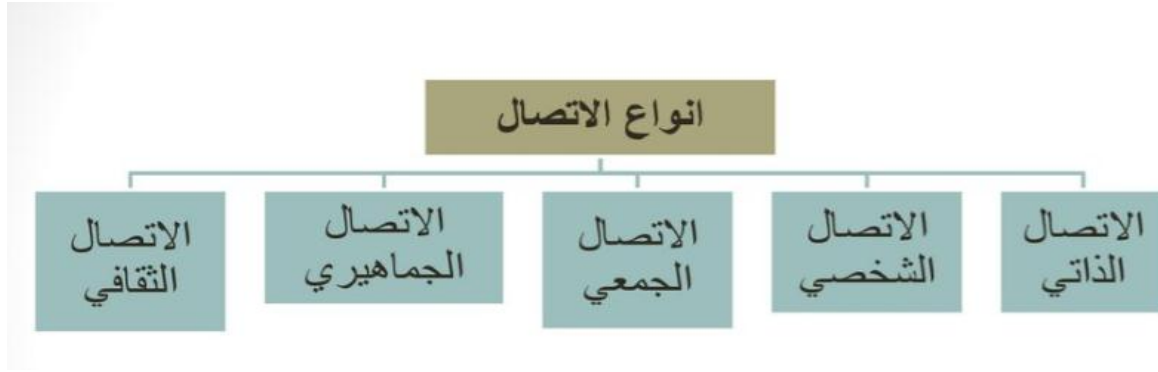 انواع الاتصال
الاتصال
الذاتي
الاتصال
الشخصي
الاتصال
الجمعي
الاتصال
الجماهيري
الاتصال
الثقافي